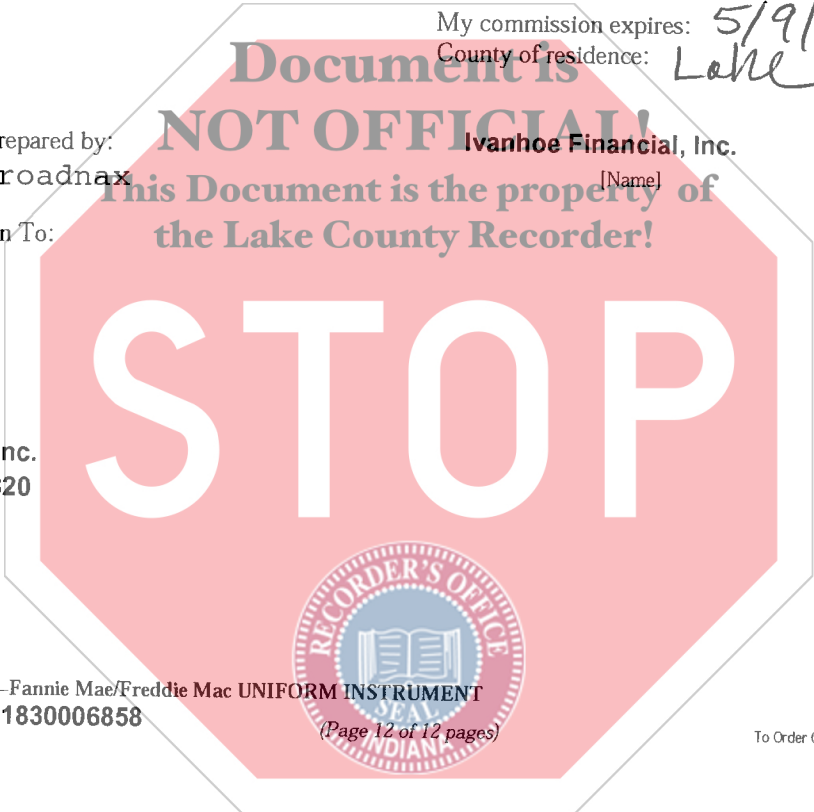 My commission expires: 5/9/
County of residence: Lake
Document is
NOT OFFICIAL!
repared by:
Ivanhoe Financial, Inc.
roadnax
[Name]
This Document is the property of
the Lake County Recorder!
n To:
STOP
nc.
20
RECORDER'S OFFICE
SEAL
INDIANA
–Fannie Mae/Freddie Mac UNIFORM INSTRUMENT
1830006858
(Page 12 of 12 pages)
To Order